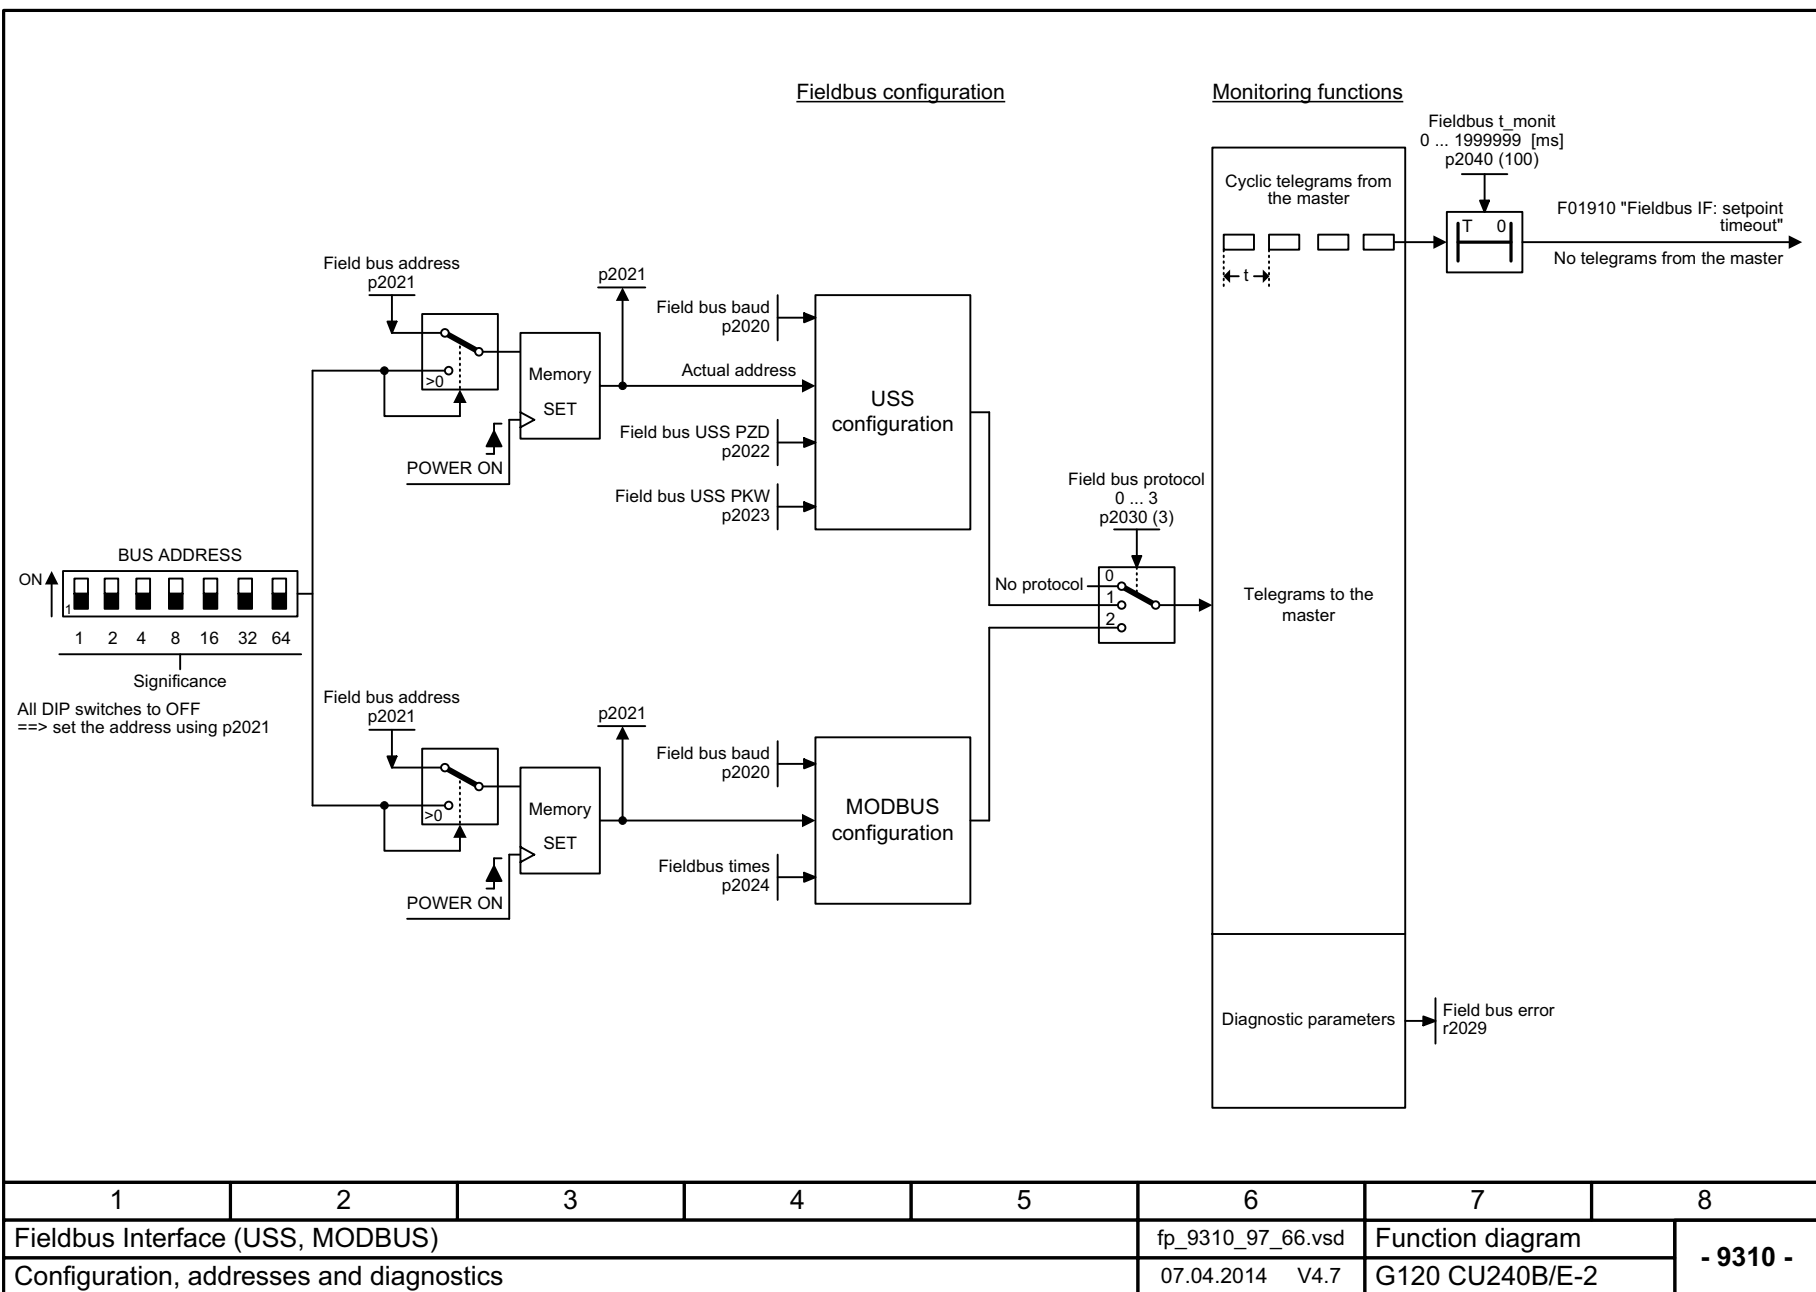 Fieldbus configuration
Monitoring functions
Fieldbus t_monit
0 ... 1999999 [ms]
p2040 (100)
Cyclic telegrams from
the master
T 0
F01910 "Fieldbus IF: setpoint
timeout"
No telegrams from the master
t
Field bus address
p2021
p2021
>0
Memory
SET
POWER ON
Field bus baud
p2020
Actual address
Field bus USS PZD
p2022
Field bus USS PKW
p2023
USS
configuration
Field bus protocol
0 ... 3
p2030 (3)
No protocol
0
1
2
Telegrams to the
master
BUS ADDRESS
ON
1
1 2 4 8 16 32 64
Significance
All DIP switches to OFF
==> set the address using p2021
Field bus address
p2021
p2021
>0
Memory
SET
POWER ON
Field bus baud
p2020
Fieldbus times
p2024
MODBUS
configuration
Diagnostic parameters
Field bus error
r2029
1 2 3 4 5 6 7 8
Fieldbus Interface (USS, MODBUS)
fp_9310_97_66.vsd
Function diagram
- 9310 -
Configuration, addresses and diagnostics
07.04.2014 V4.7
G120 CU240B/E-2